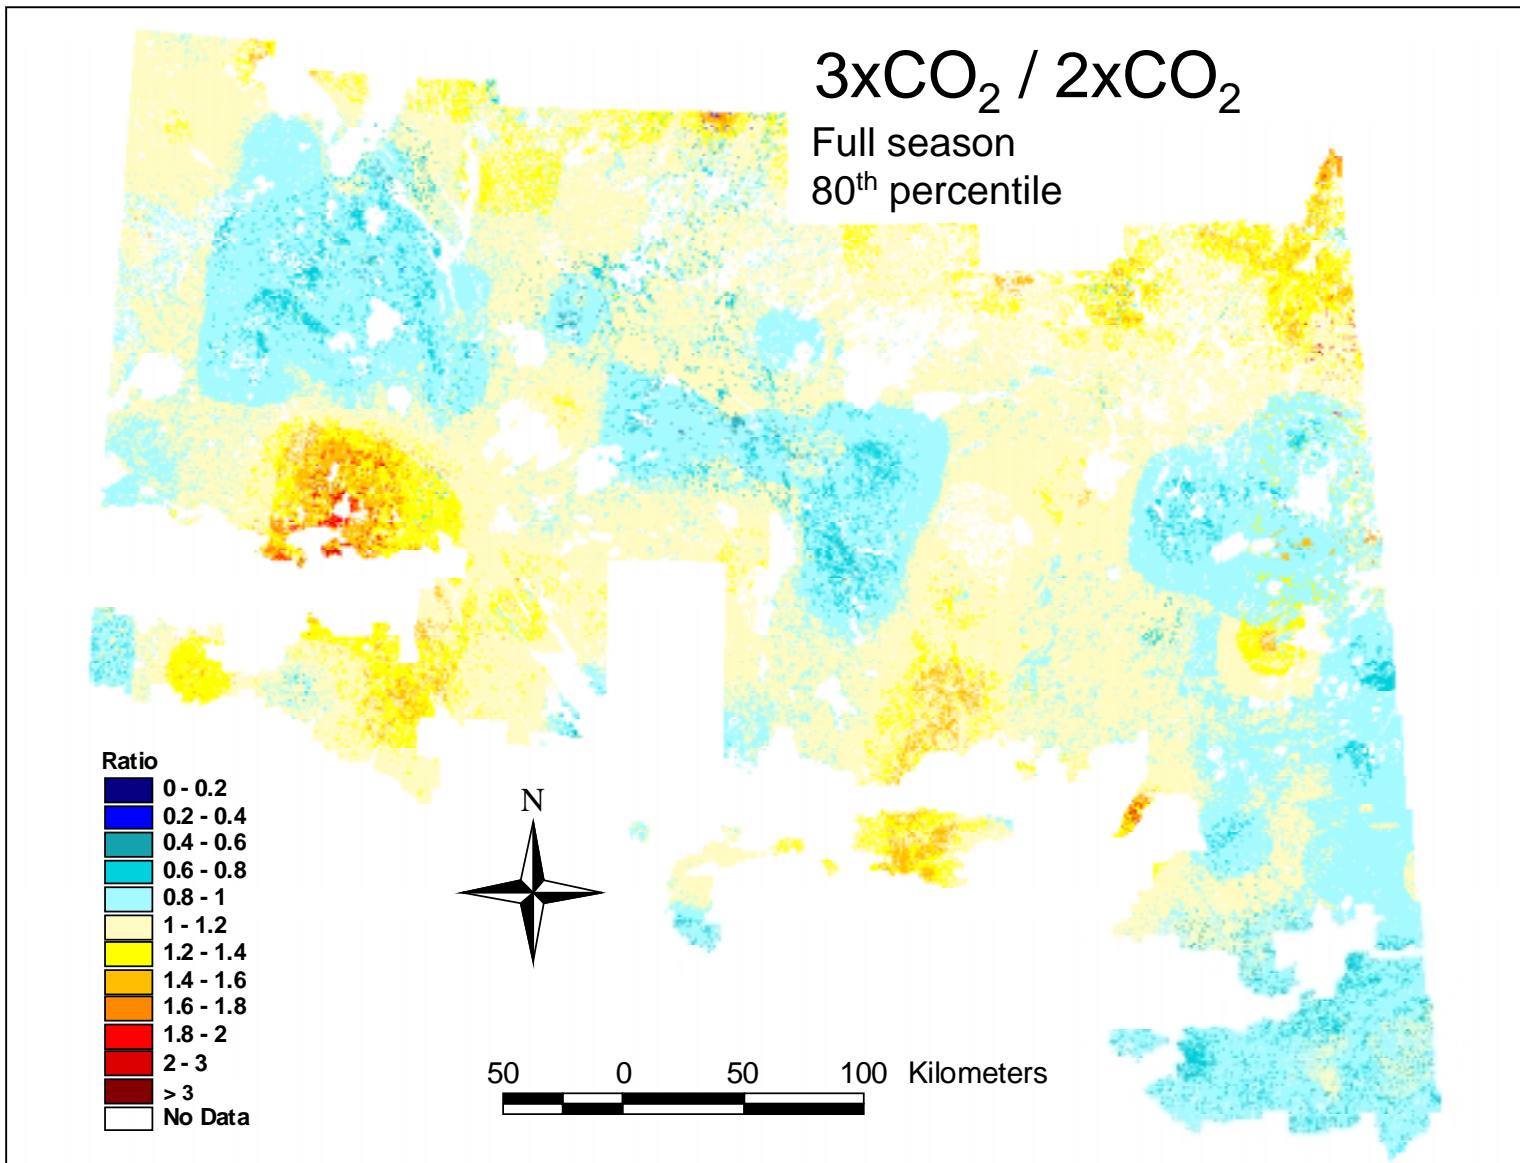 3xCO₂ / 2xCO₂
Full season
80th percentile
Ratio
0 - 0.2
0.2 - 0.4
0.4 - 0.6
0.6 - 0.8
0.8 - 1
1 - 1.2
1.2 - 1.4
1.4 - 1.6
1.6 - 1.8
1.8 - 2
2 - 3
> 3
No Data
N
50 0 50 100 Kilometers